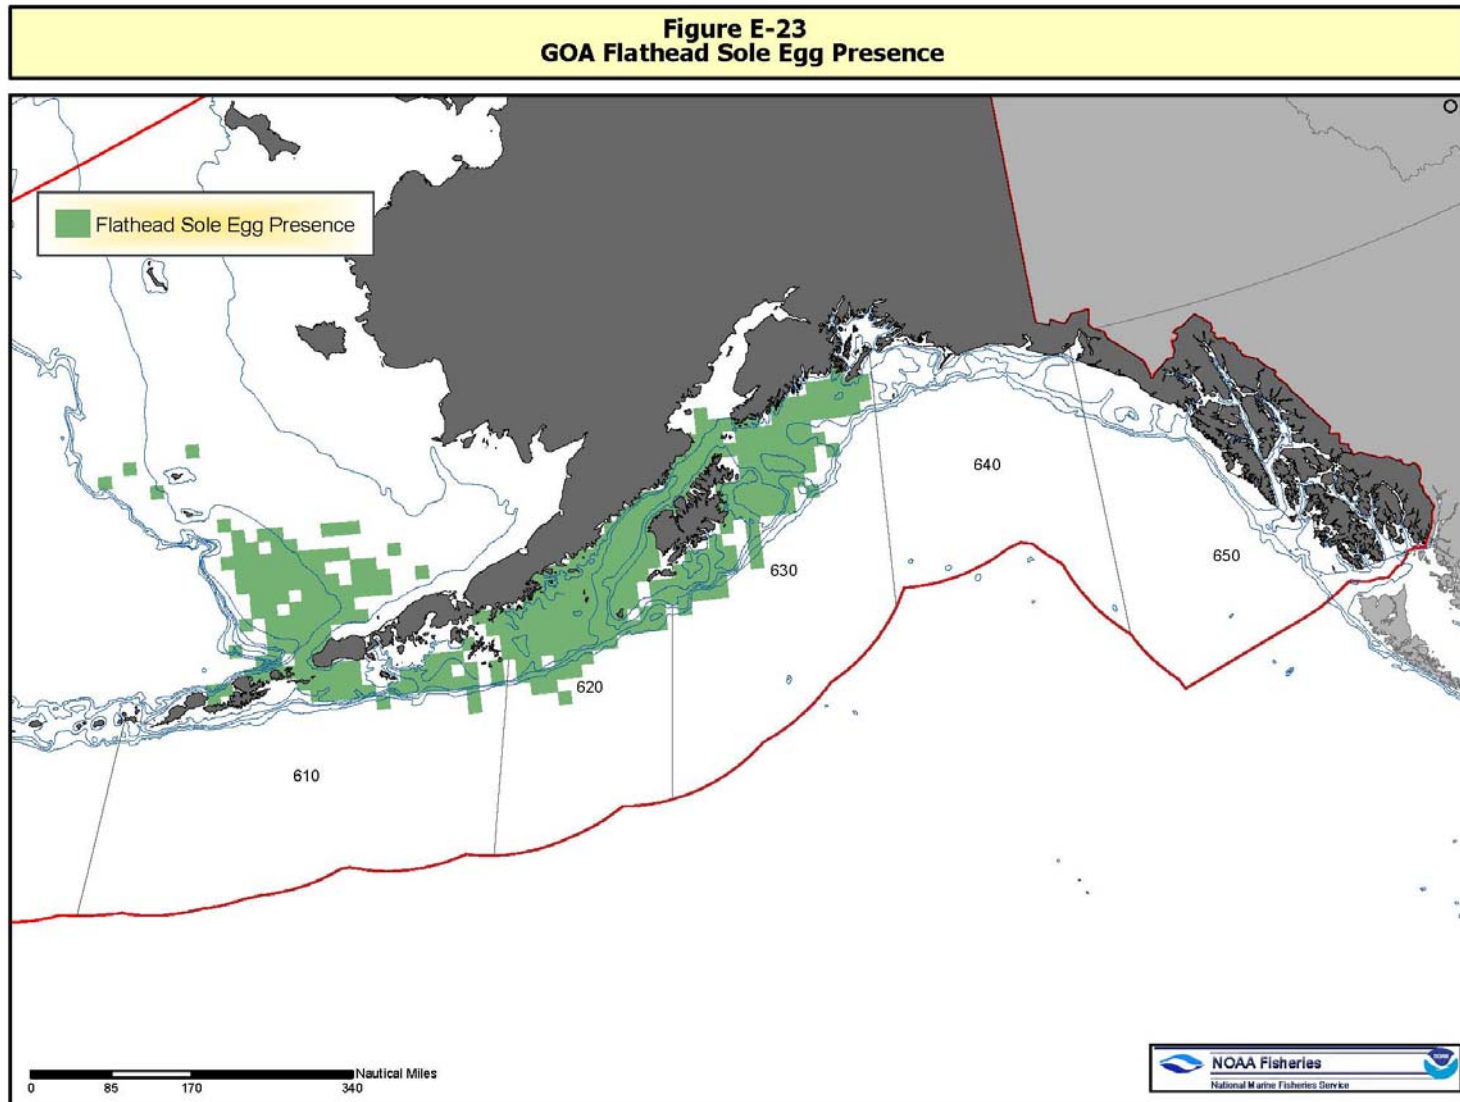 Figure E-23
GOA Flathead Sole Egg Presence
Flathead Sole Egg Presence
640
650
630
620
610
Nautical Miles
0 85 170 340
NOAA Fisheries
National Marine Fisheries Service